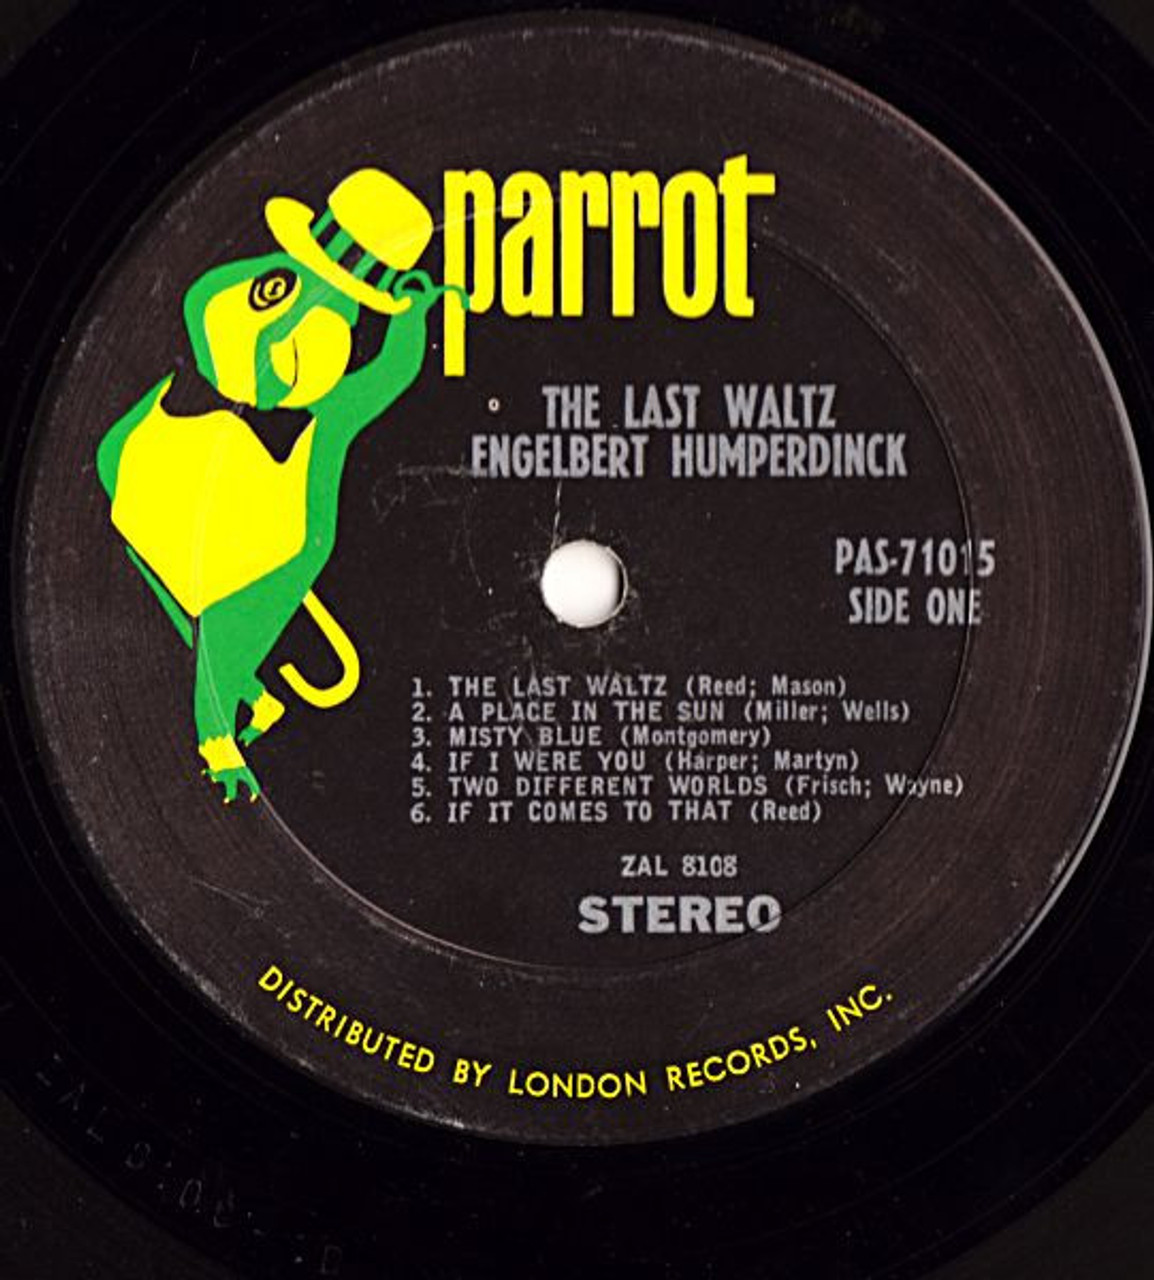 parrot
THE LAST WALTZ
ENGELBERT HUMPERDINCK
PAS-71015
SIDE ONE
1. THE LAST WALTZ (Reed; Mason)
2. A PLACE IN THE SUN (Miller; Wells)
3. MISTY BLUE (Montgomery)
4. IF I WERE YOU (Harper; Martyn)
5. TWO DIFFERENT WORLDS (Frisch; Wayne)
6. IF IT COMES TO THAT (Reed)
ZAL 8108
STEREO
DISTRIBUTED BY LONDON RECORDS, INC.